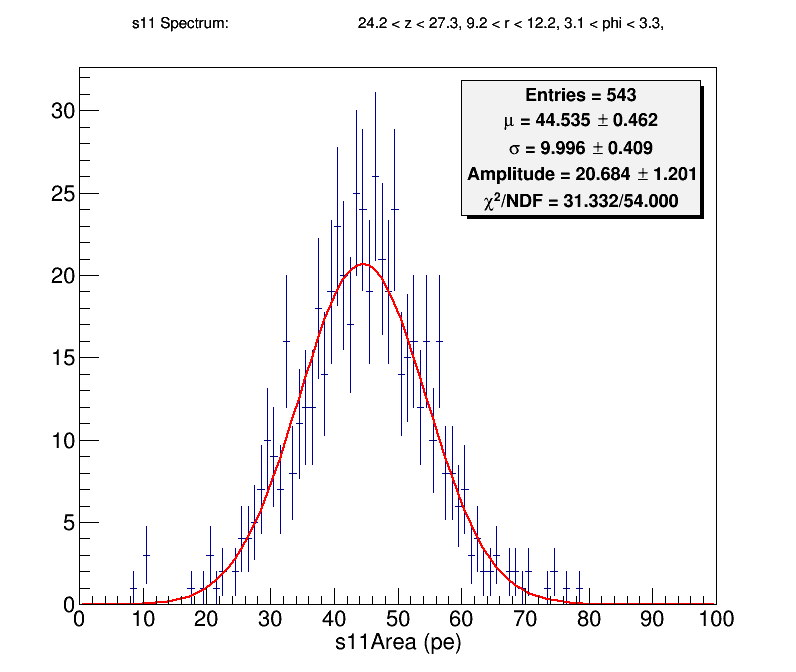 s11 Spectrum: 24.2 < z < 27.3, 9.2 < r < 12.2, 3.1 < phi < 3.3,
Entries = 543
μ = 44.535 ± 0.462
σ = 9.996 ± 0.409
Amplitude = 20.684 ± 1.201
χ²/NDF = 31.332/54.000
30
25
20
15
10
5
0
0 10 20 30 40 50 60 70 80 90 100
s11Area (pe)